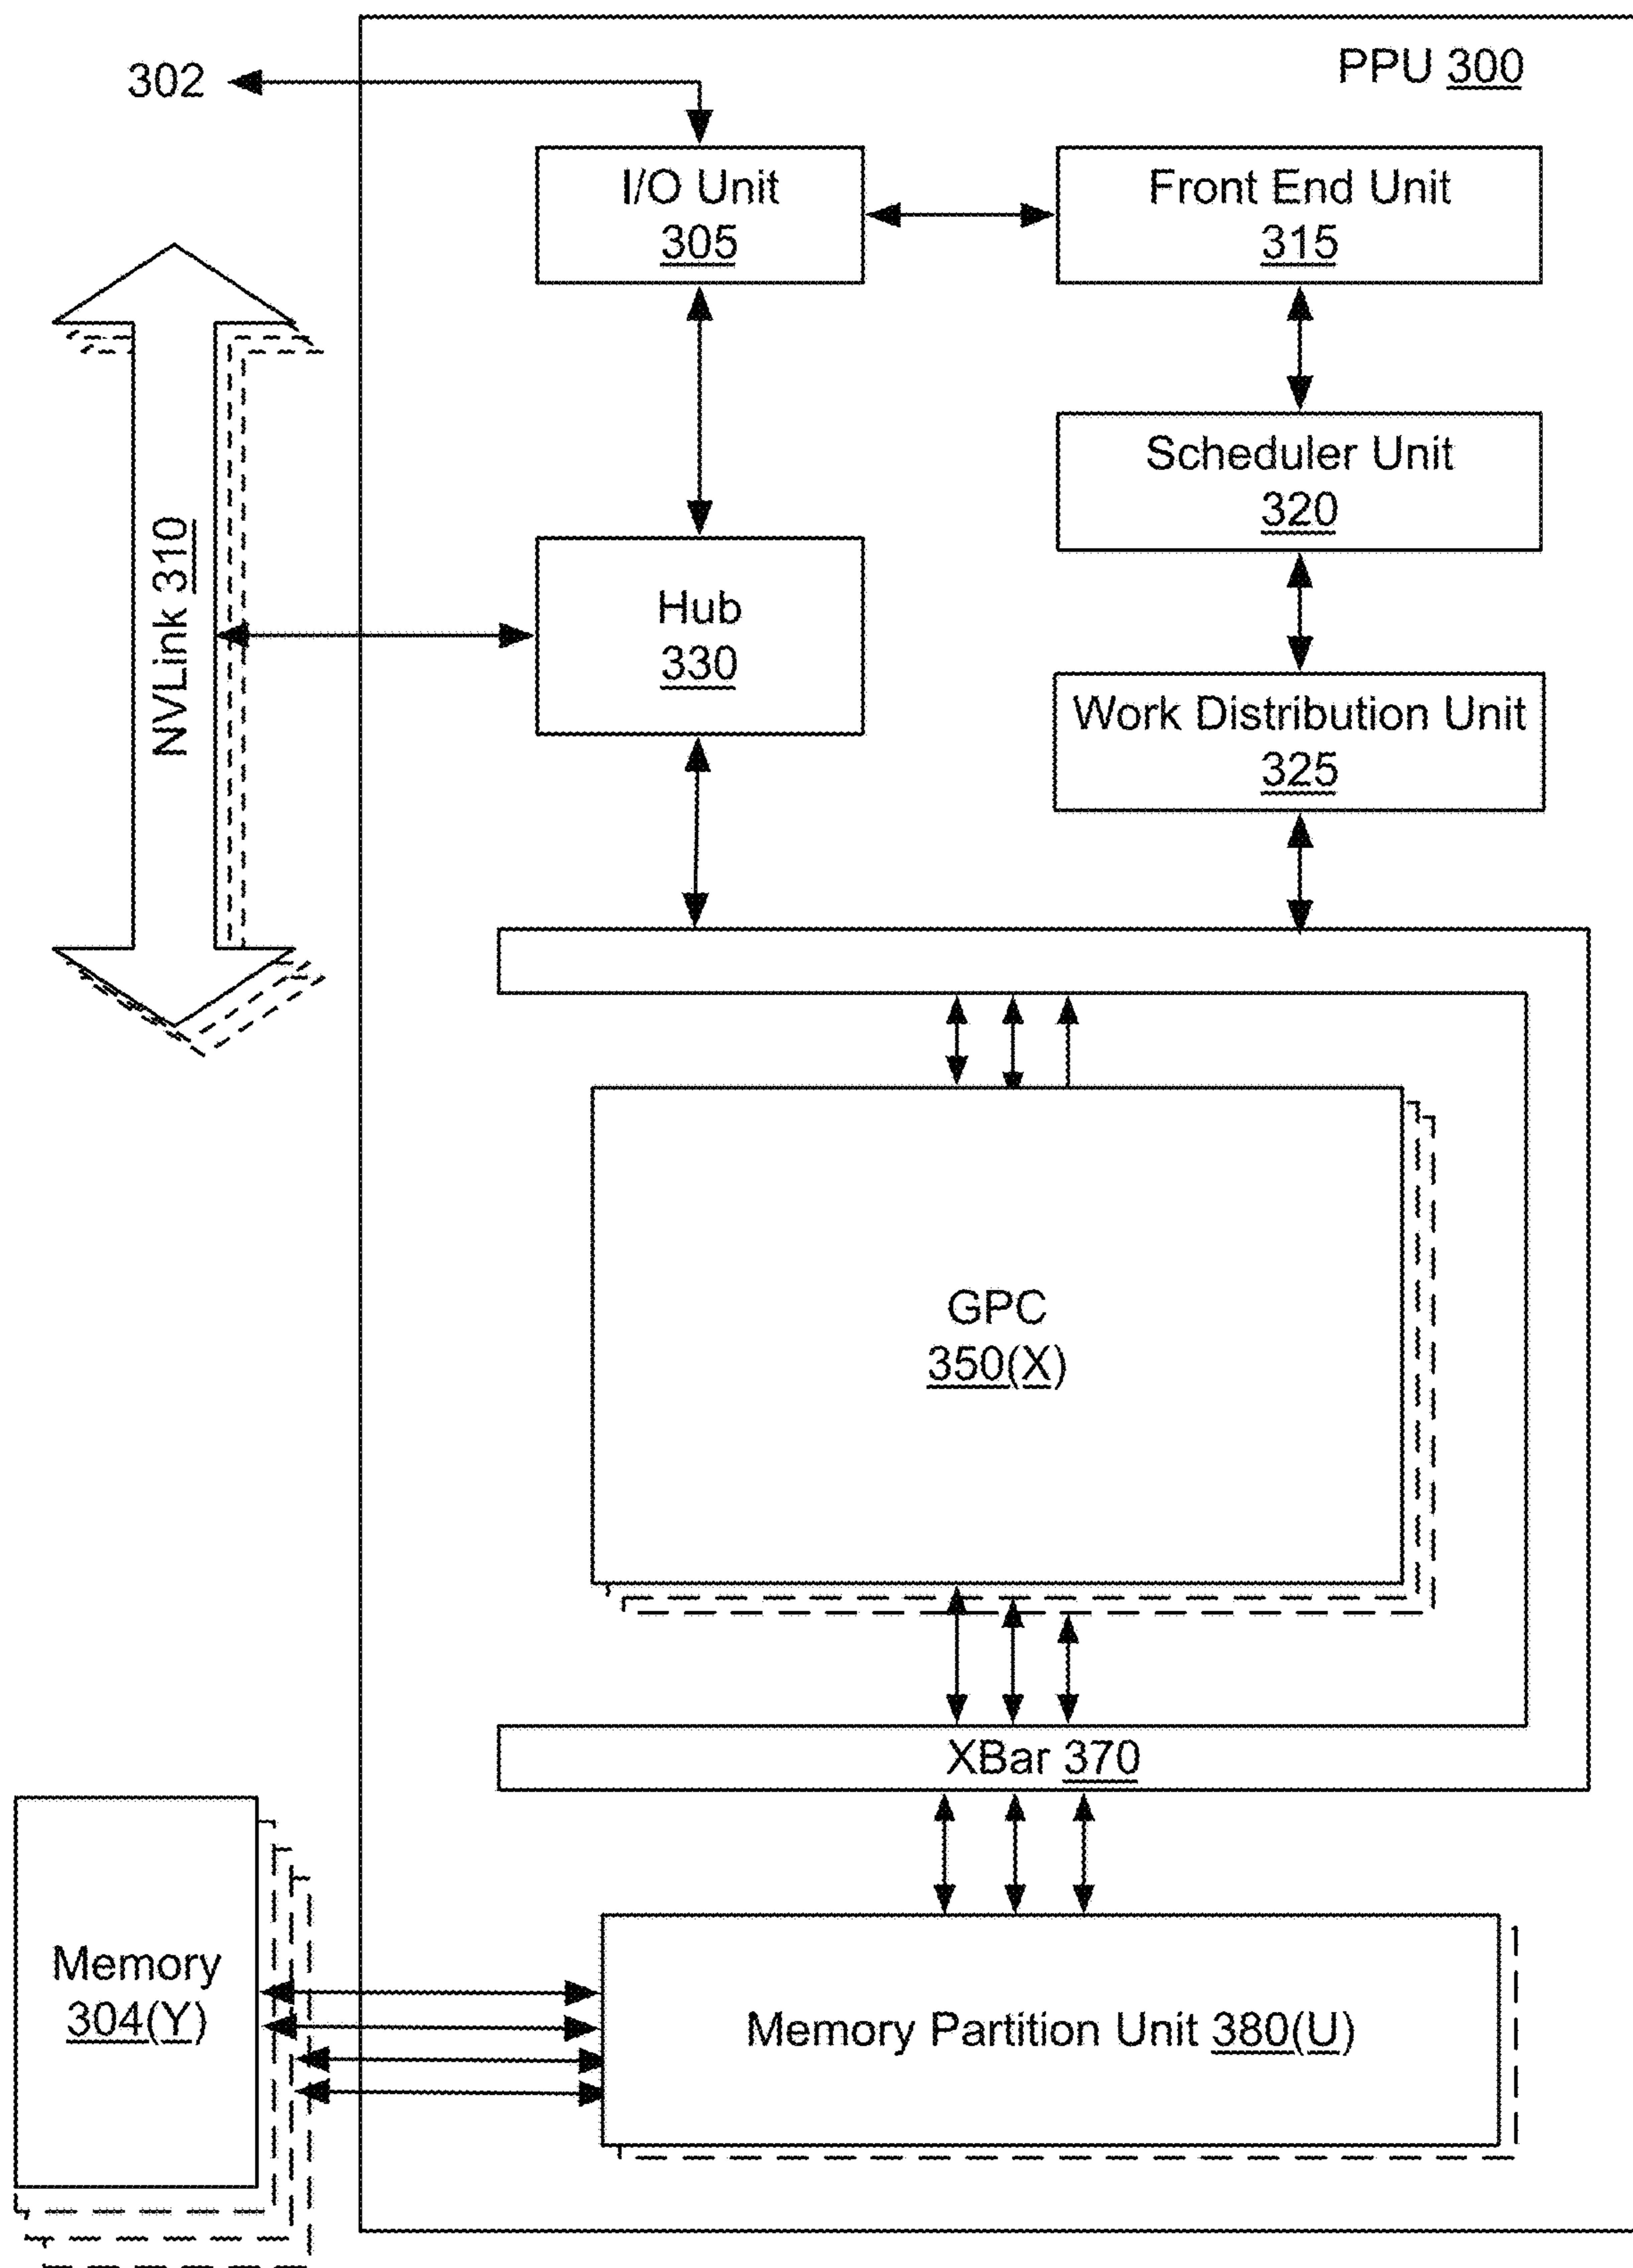 PPU 300
302
I/O Unit
305
Front End Unit
315
Scheduler Unit
320
NVLink 310
Hub
330
Work Distribution Unit
325
GPC
350(X)
XBar 370
Memory
304(Y)
Memory Partition Unit 380(U)